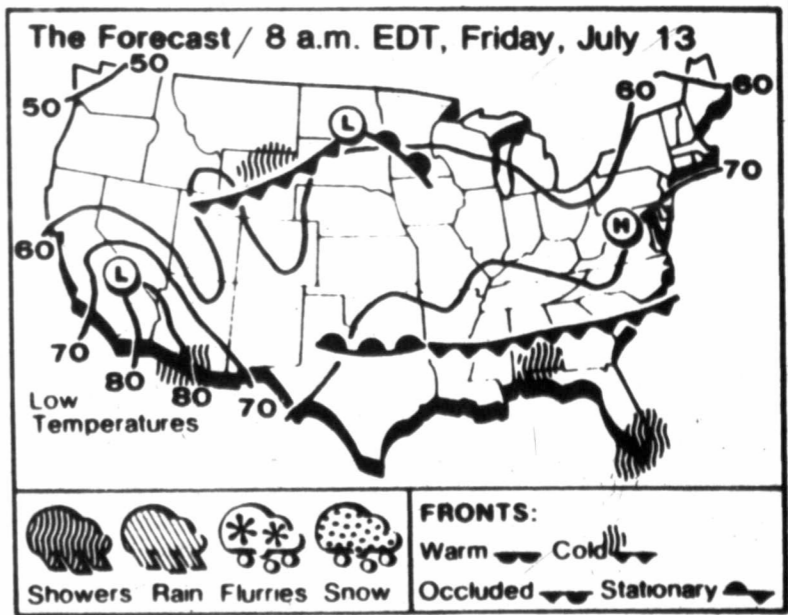 The Forecast / 8 a.m. EDT, Friday, July 13
50
50
60
60
70
L
H
60
L
70
80
80
70
Low
Temperatures
Showers Rain Flurries Snow
FRONTS:
Warm Cold
Occluded Stationary